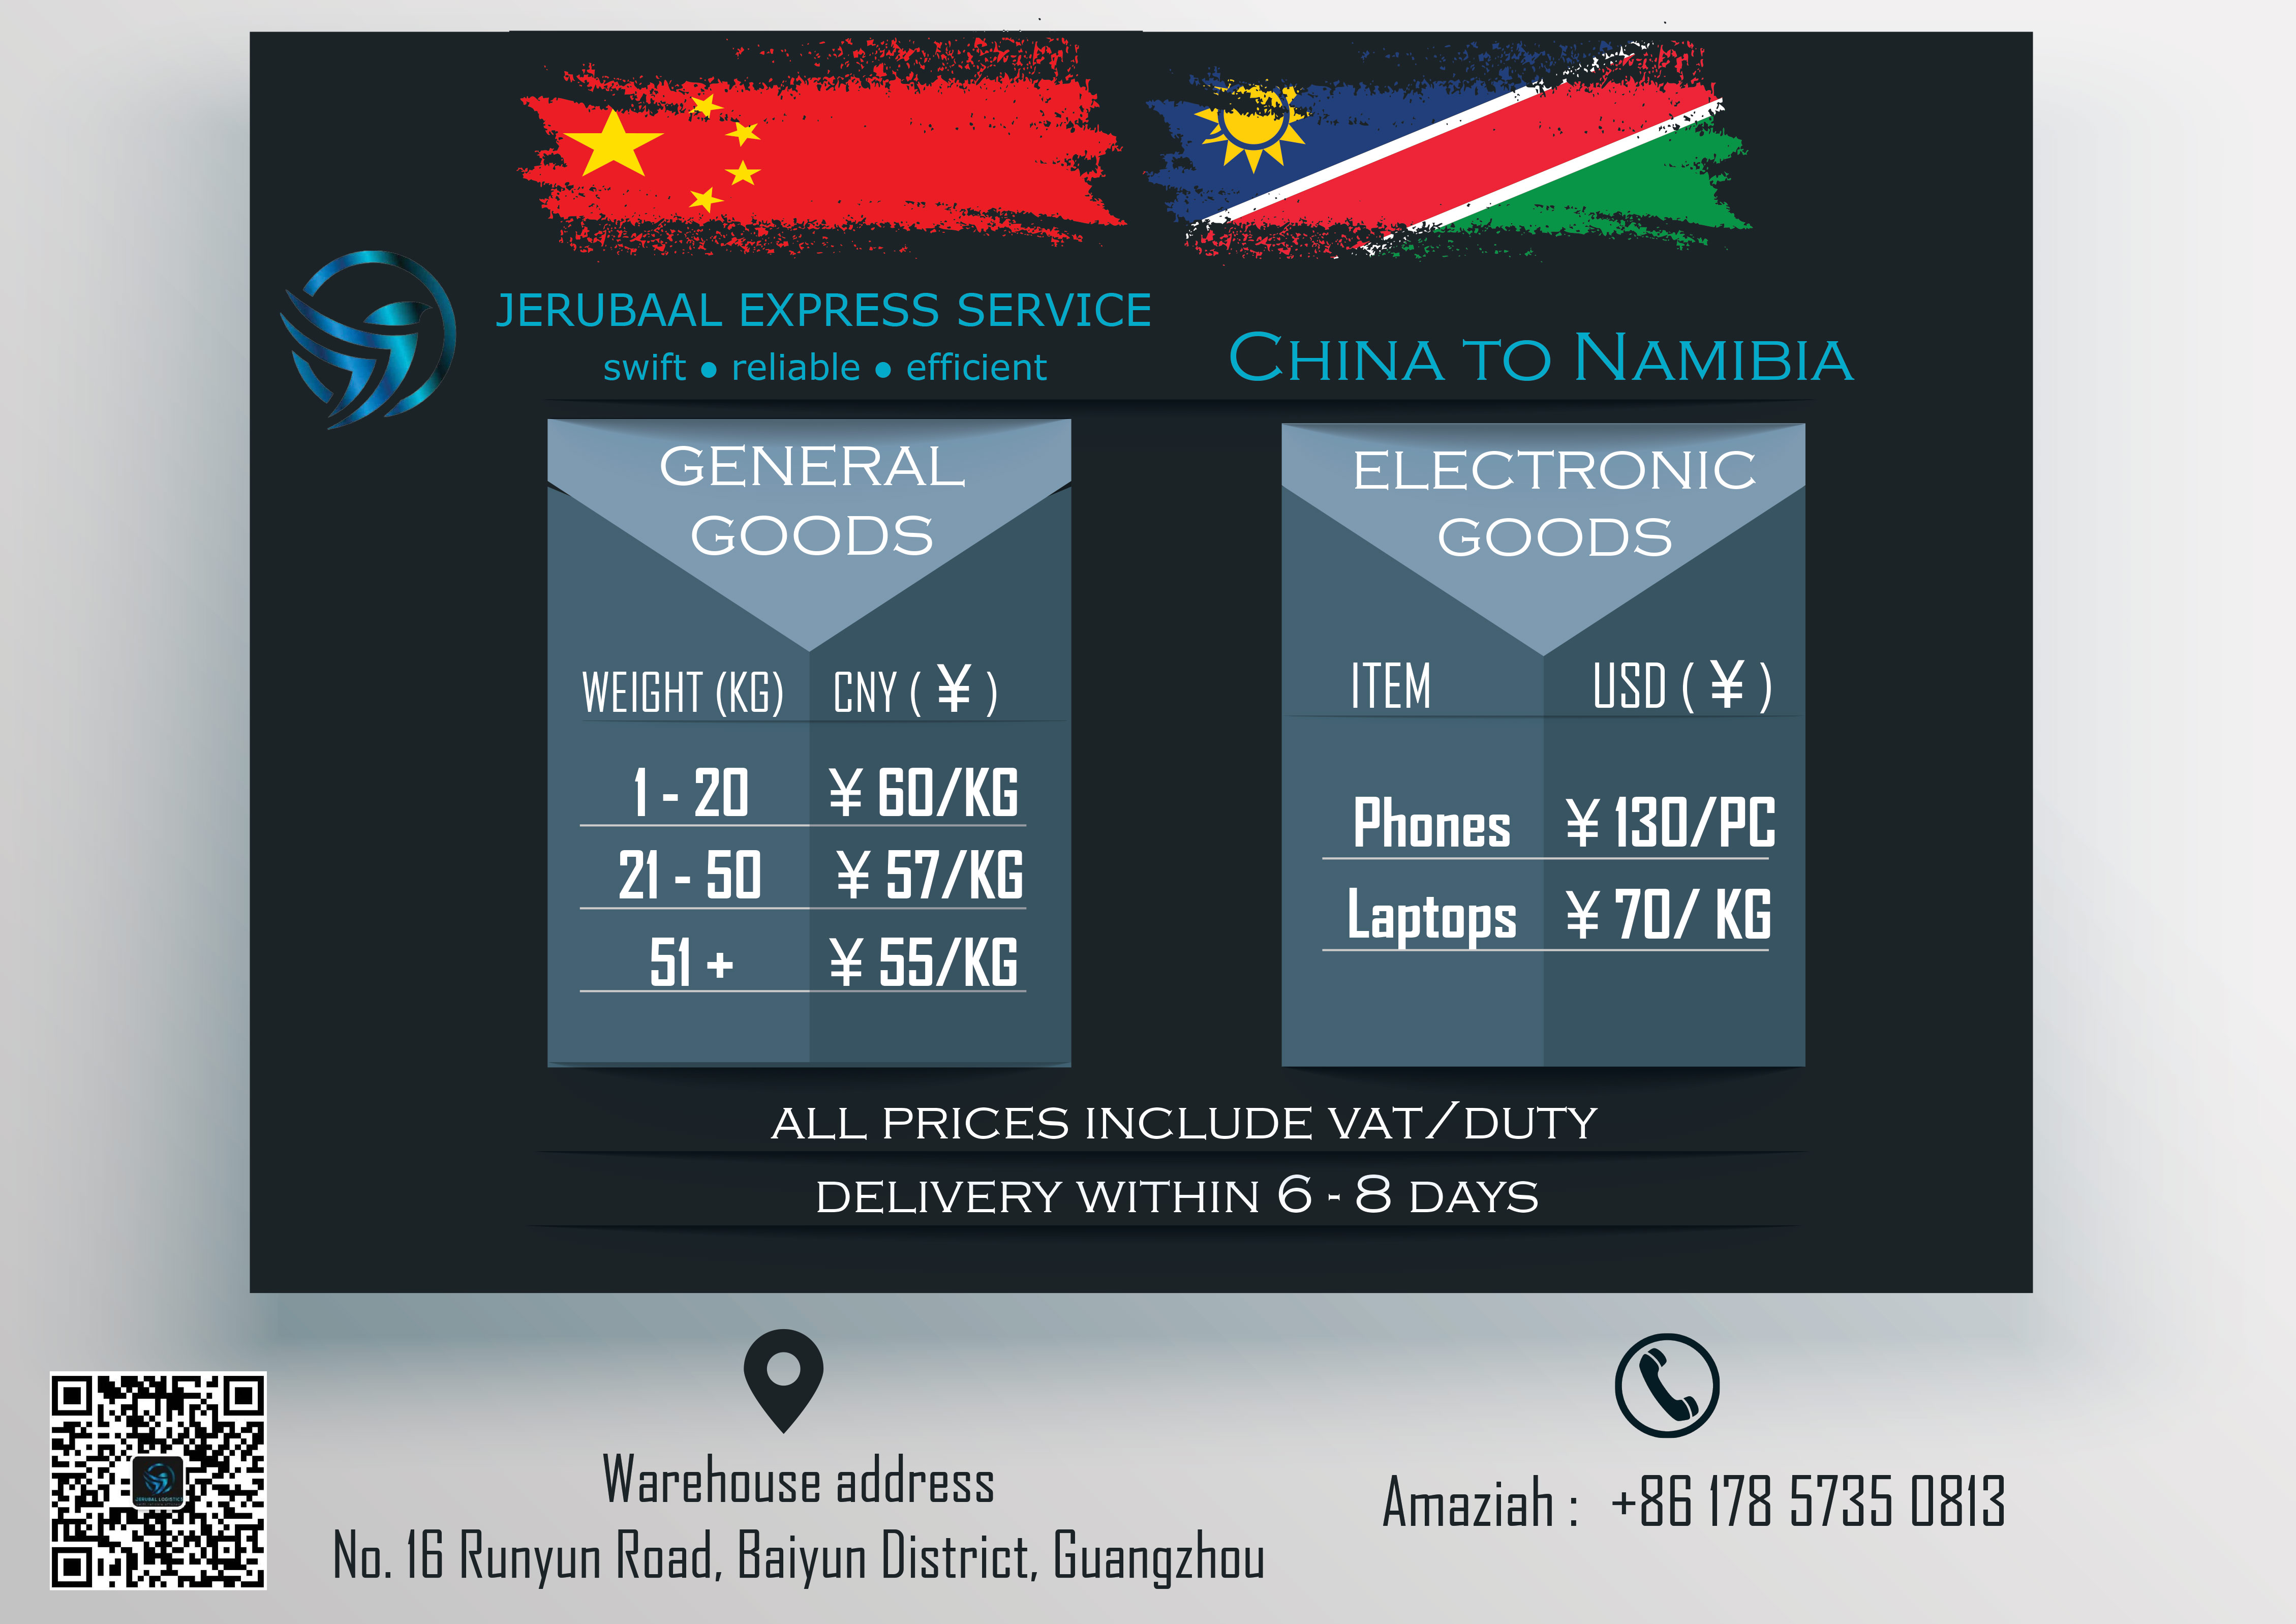 JERUBAAL EXPRESS SERVICE
swift ● reliable ● efficient
CHINA TO NAMIBIA
GENERAL
GOODS
WEIGHT (KG) CNY ( ¥ )
1 - 20 ¥ 60/KG
21 - 50 ¥ 57/KG
51 + ¥ 55/KG
ELECTRONIC
GOODS
ITEM USD ( ¥ )
Phones ¥ 130/PC
Laptops ¥ 70/ KG
ALL PRICES INCLUDE VAT/DUTY
DELIVERY WITHIN 6 - 8 DAYS
Warehouse address
No. 16 Runyun Road, Baiyun District, Guangzhou
Amaziah : +86 178 5735 0813